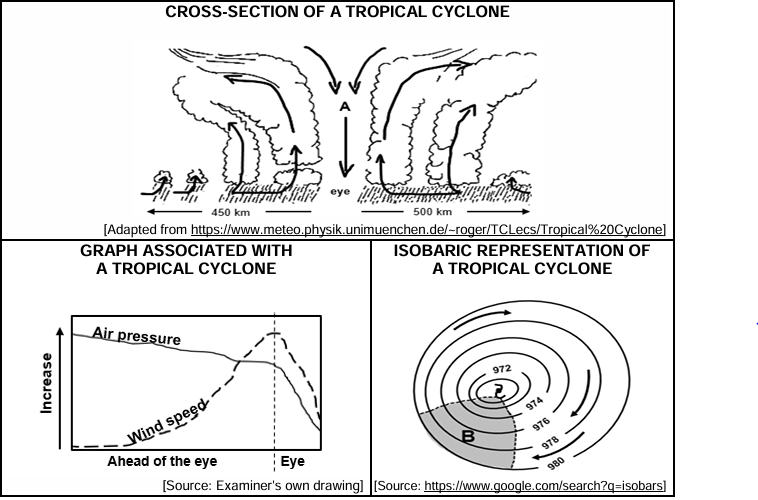 CROSS-SECTION OF A TROPICAL CYCLONE
A
eye
450 km
500 km
[Adapted from https://www.meteo.physik.unimuenchen.de/~roger/TCLecs/Tropical%20Cyclone]
GRAPH ASSOCIATED WITH
A TROPICAL CYCLONE
Air pressure
Increase
Wind speed
Ahead of the eye
Eye
[Source: Examiner's own drawing]
ISOBARIC REPRESENTATION OF
A TROPICAL CYCLONE
972
974
976
B
978
980
[Source: https://www.google.com/search?q=isobars]